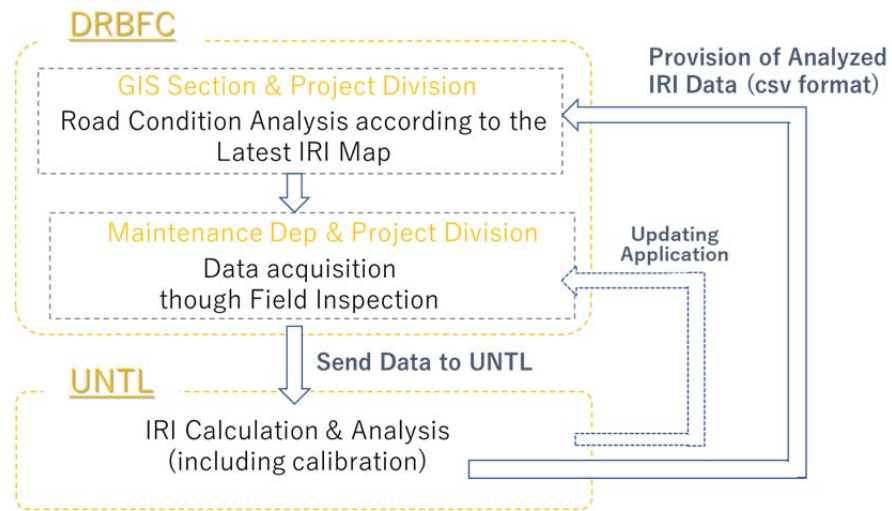 DRBFC
GIS Section & Project Division
Road Condition Analysis according to the
Latest IRI Map
Maintenance Dep & Project Division
Data acquisition
though Field Inspection
Send Data to UNTL
UNTL
IRI Calculation & Analysis
(including calibration)
Provision of Analyzed
IRI Data (csv format)
Updating
Application